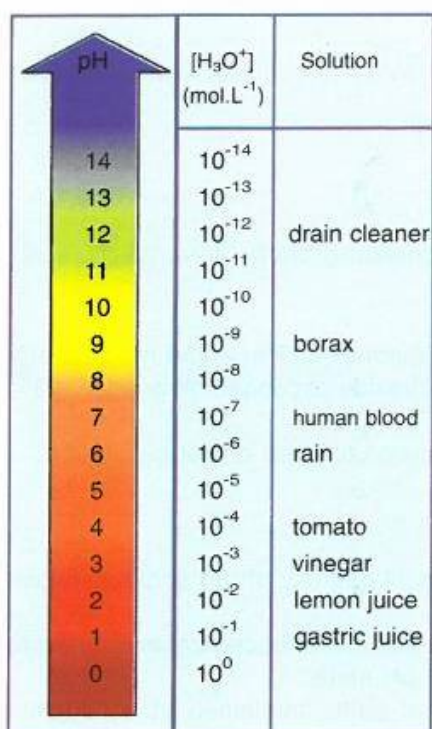 pH [H₃O⁺] Solution
(mol.L⁻¹)
14 10⁻¹⁴
13 10⁻¹³
12 10⁻¹² drain cleaner
11 10⁻¹¹
10 10⁻¹⁰
9 10⁻⁹ borax
8 10⁻⁸
7 10⁻⁷ human blood
6 10⁻⁶ rain
5 10⁻⁵
4 10⁻⁴ tomato
3 10⁻³ vinegar
2 10⁻² lemon juice
1 10⁻¹ gastric juice
0 10⁰